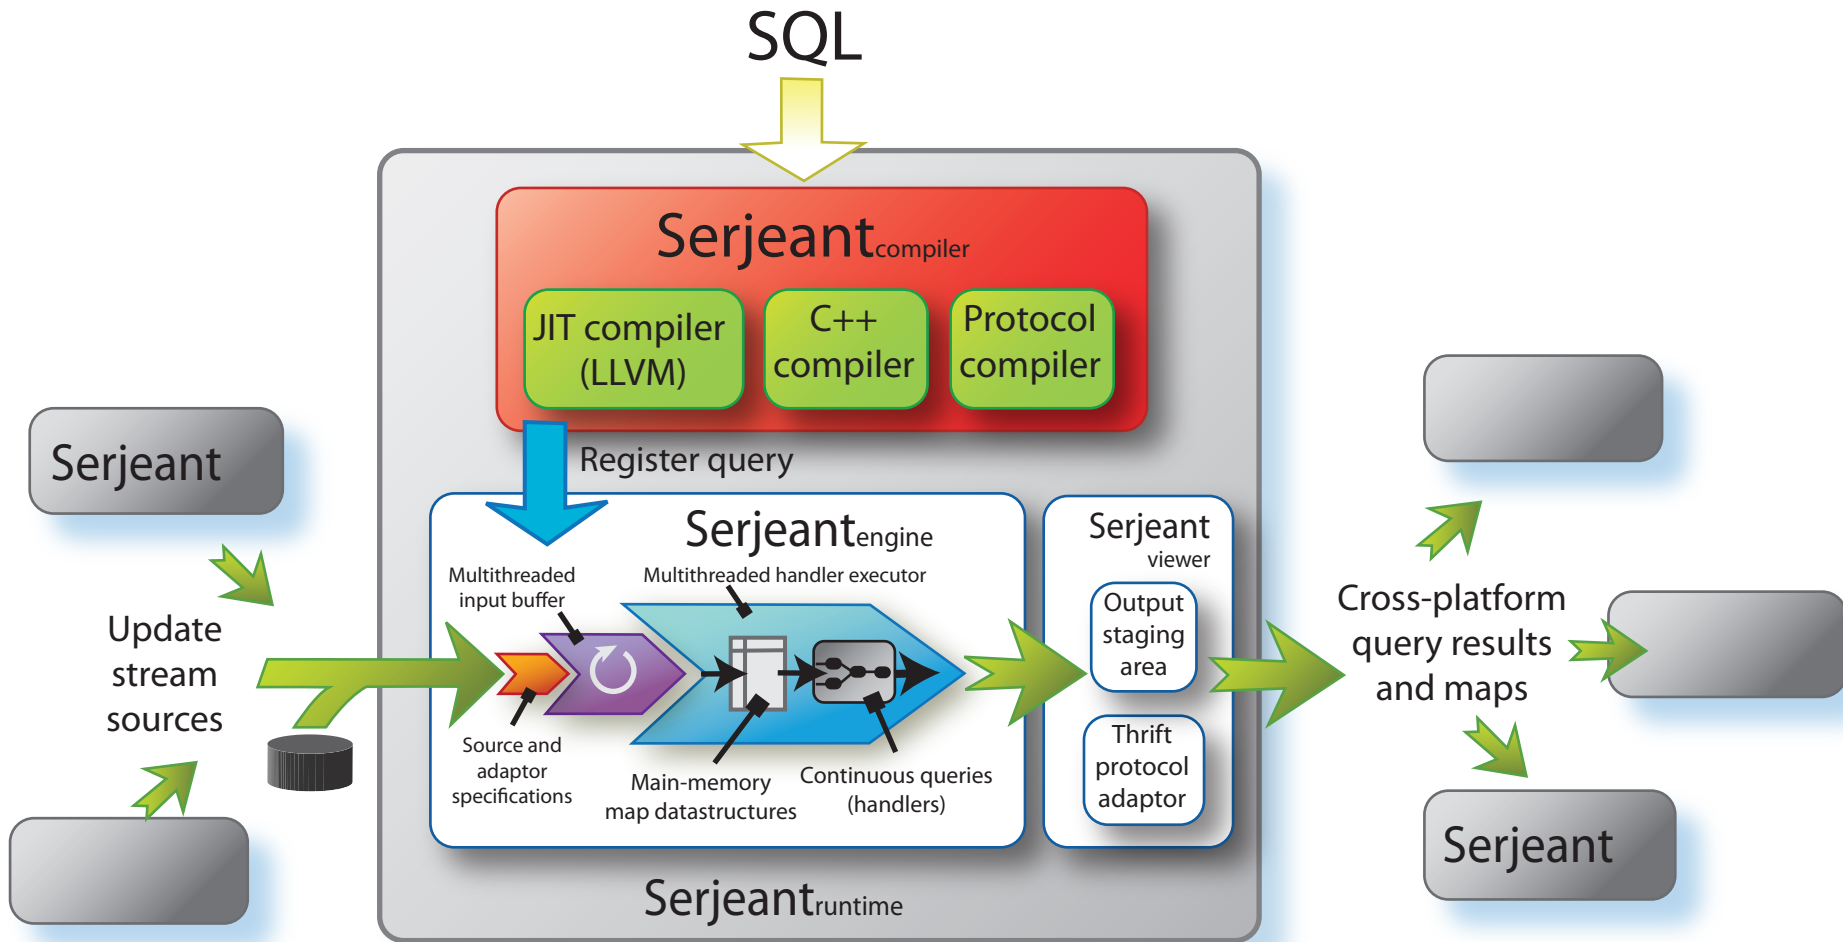 SQL
Serjeantcompiler
JIT compiler
(LLVM)
C++
compiler
Protocol
compiler
Register query
Serjeant
Update
stream
sources
Serjeantengine
Multithreaded
input buffer
Multithreaded handler executor
Source and
adaptor
specifications
Main-memory
map datastructures
Continuous queries
(handlers)
Serjeant
viewer
Output
staging
area
Thrift
protocol
adaptor
Serjeantruntime
Cross-platform
query results
and maps
Serjeant